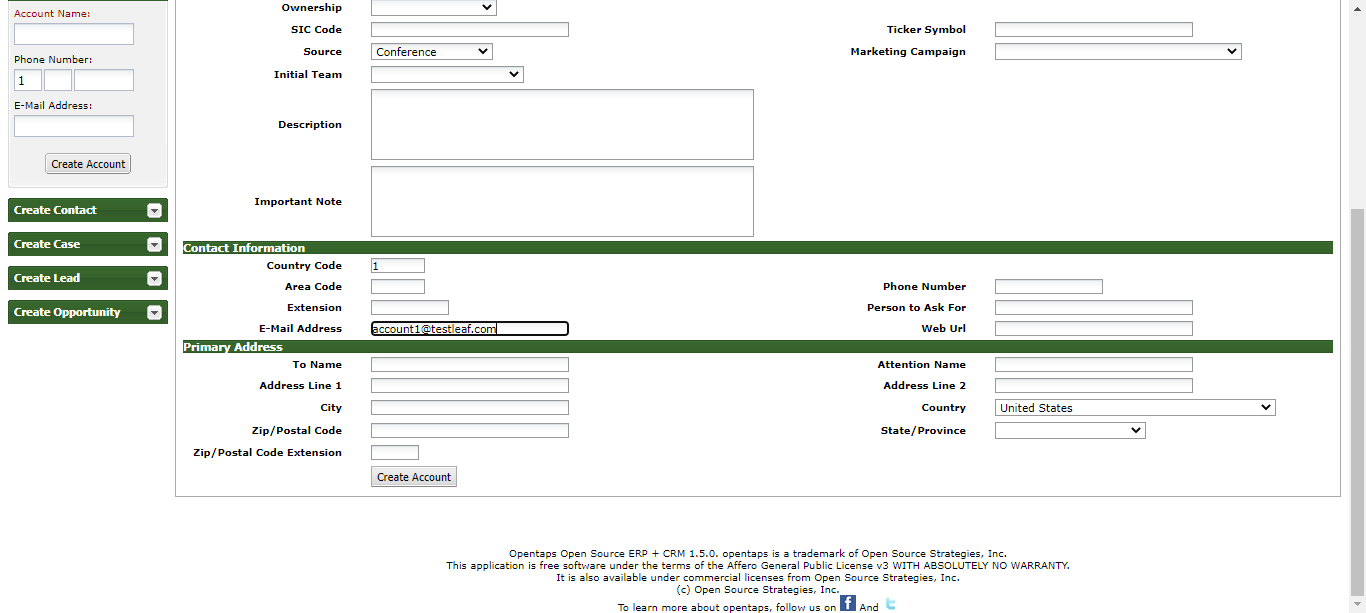 Account Name:
Phone Number:
1
E-Mail Address:
Create Account
Create Contact
Create Case
Create Lead
Create Opportunity
Ownership
SIC Code
Ticker Symbol
Source
Conference
Marketing Campaign
Initial Team
Description
Important Note
Contact Information
Country Code
1
Area Code
Phone Number
Extension
Person to Ask For
E-Mail Address
account1@testleaf.com
Web Url
Primary Address
To Name
Attention Name
Address Line 1
Address Line 2
City
Country
United States
Zip/Postal Code
State/Province
Zip/Postal Code Extension
Create Account
Opentaps Open Source ERP + CRM 1.5.0. opentaps is a trademark of Open Source Strategies, Inc.
This application is free software under the terms of the Affero General Public License v3 WITH ABSOLUTELY NO WARRANTY.
It is also available under commercial licenses from Open Source Strategies, Inc.
(c) Open Source Strategies, Inc.
To learn more about opentaps, follow us on f And t